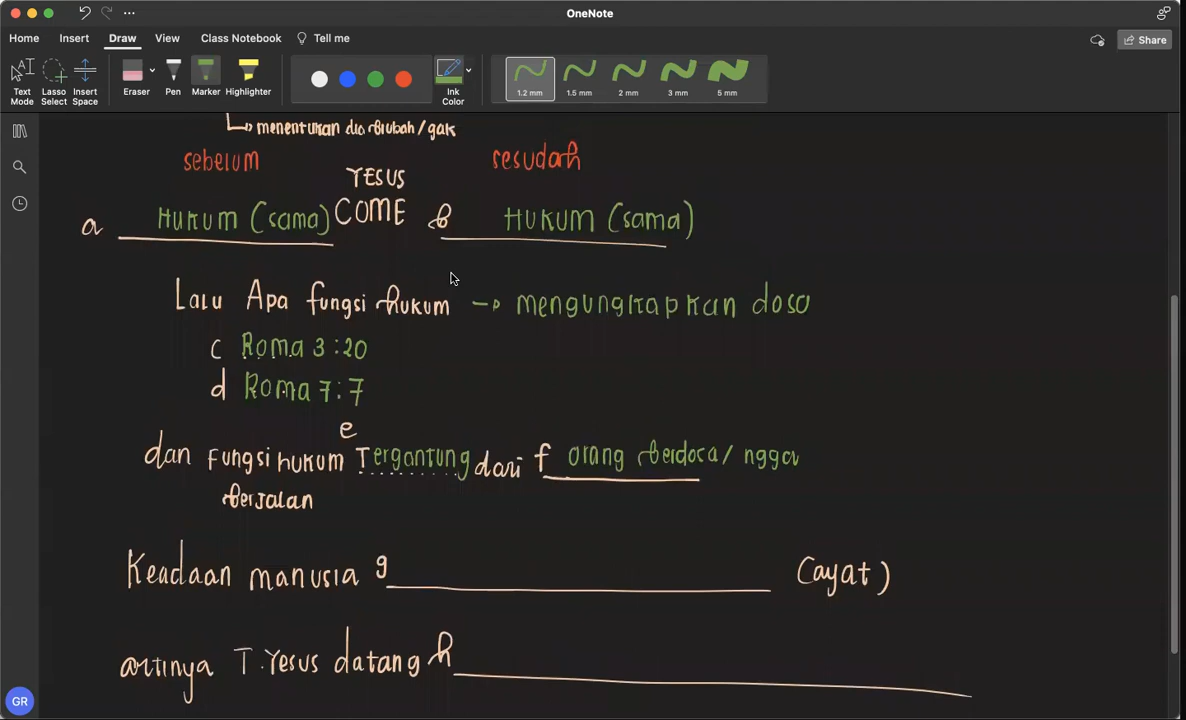 OneNote
Home Insert Draw View Class Notebook Tell me Share
Text Mode Lasso Select Insert Space Eraser Pen Marker Highlighter Ink Color 1.2 mm 1.5 mm 2 mm 3 mm 5 mm
menentukan dia berubah/gak
sebelum sesudah
YESUS
a HUKUM (sama) COME b HUKUM (sama)
Lalu Apa fungsi hukum → mengungkapkan dosa
c Roma 3:20
d Roma 7:7
e
dan Fungsi hukum Tergantung dari f orang berdosa/ nggak
berjalan
Keadaan manusia g (ayat)
artinya T.Yesus datang h
GR